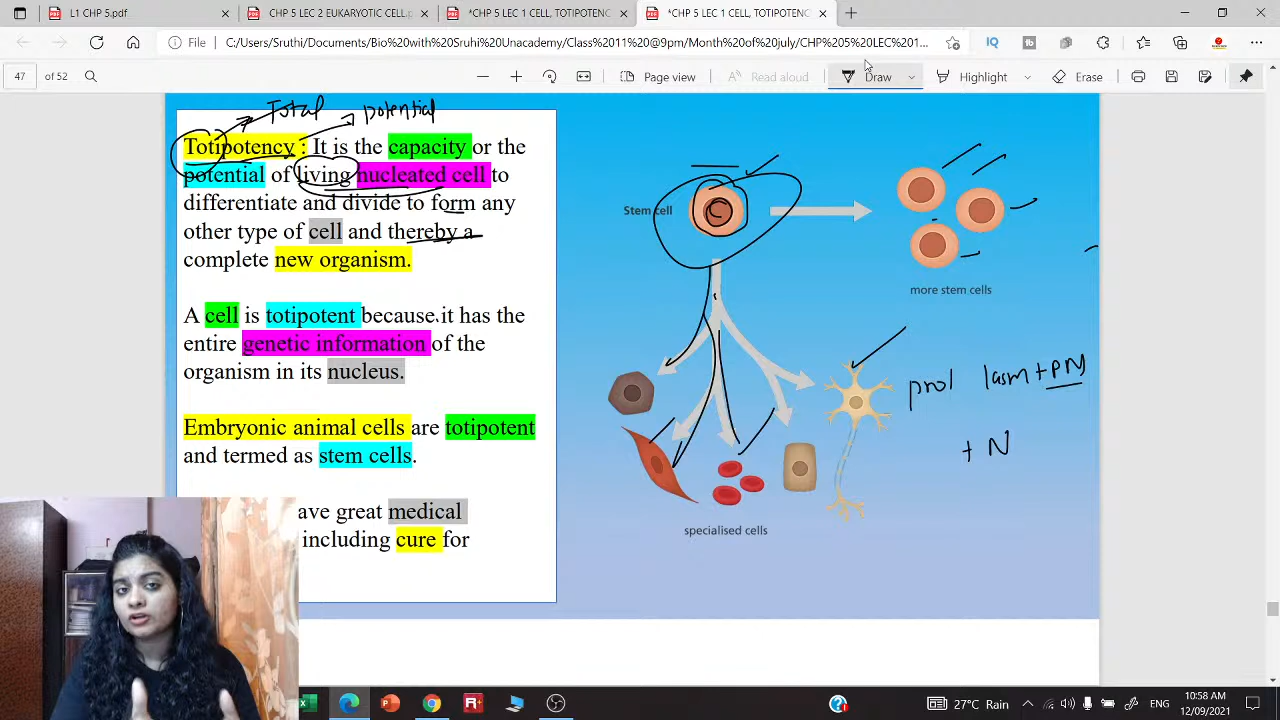 L1 CHP 5.pdf
CHP 5 LEC 2 EUKARYOTIC CELL.p
*CHP 5 LEC 1 CELL, TOTIPOTENC
*CHP 5 LEC 1 CELL, TOTIPOTENC
File
C:/Users/Sruthi/Documents/Bio%20with%20Sruhi%20Unacademy/Class%2011%20@9pm/Month%20of%20july/CHP%205%20LEC%201...
47 of 52
Page view
Read aloud
Draw
Highlight
Erase
Total
potential
Totipotency : It is the capacity or the
potential of living nucleated cell to
differentiate and divide to form any
other type of cell and thereby a
complete new organism.
A cell is totipotent because it has the
entire genetic information of the
organism in its nucleus.
Embryonic animal cells are totipotent
and termed as stem cells.
ave great medical
including cure for
Stem cell
more stem cells
specialised cells
+ N
27°C Rain
ENG
10:58 AM
12/09/2021